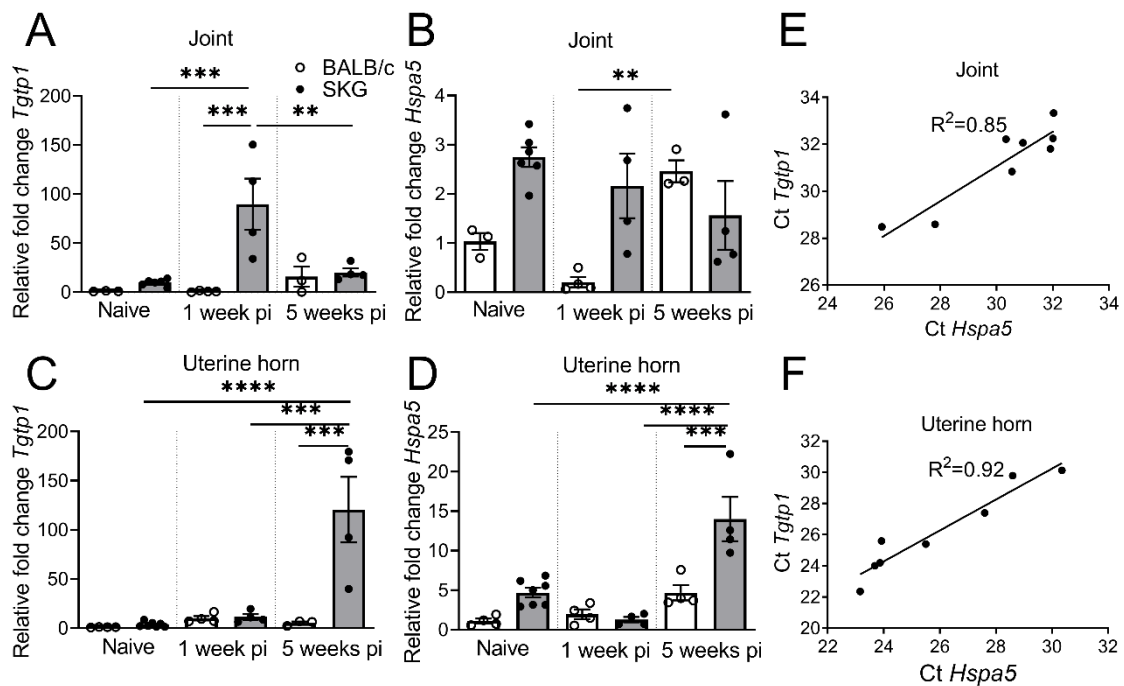 A
Joint
Relative fold change Tgtp1
200
150
100
50
0
***
***
**
BALB/c
SKG
Naive
1 week pi
5 weeks pi
B
Joint
Relative fold change Hspa5
4
3
2
1
0
**
Naive
1 week pi
5 weeks pi
E
Joint
Ct Tgtp1
34
32
30
28
26
R²=0.85
24 26 28 30 32 34
Ct Hspa5
C
Uterine horn
Relative fold change Tgtp1
200
150
100
50
0
****
***
***
Naive
1 week pi
5 weeks pi
D
Uterine horn
Relative fold change Hspa5
25
20
15
10
5
0
****
****
***
Naive
1 week pi
5 weeks pi
F
Uterine horn
Ct Tgtp1
32
30
28
26
24
22
20
R²=0.92
22 24 26 28 30 32
Ct Hspa5